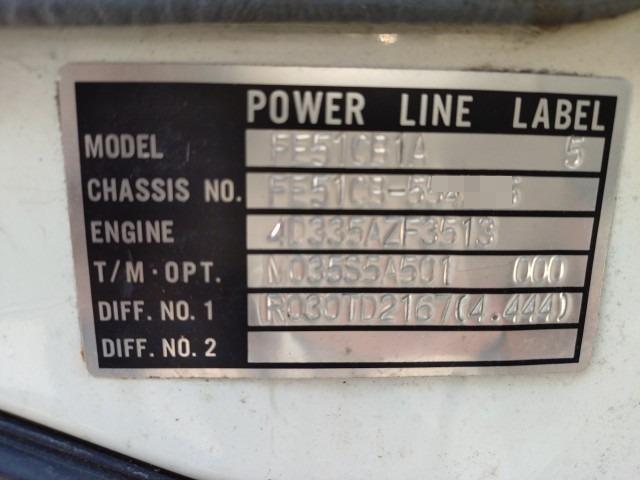 POWER LINE LABEL
MODEL FE51CB1A 5
CHASSIS NO.
ENGINE 4D335AZF3513
T/M·OPT. M035S5A501 000
DIFF. NO. 1 R030TD2167(4.444)
DIFF. NO. 2